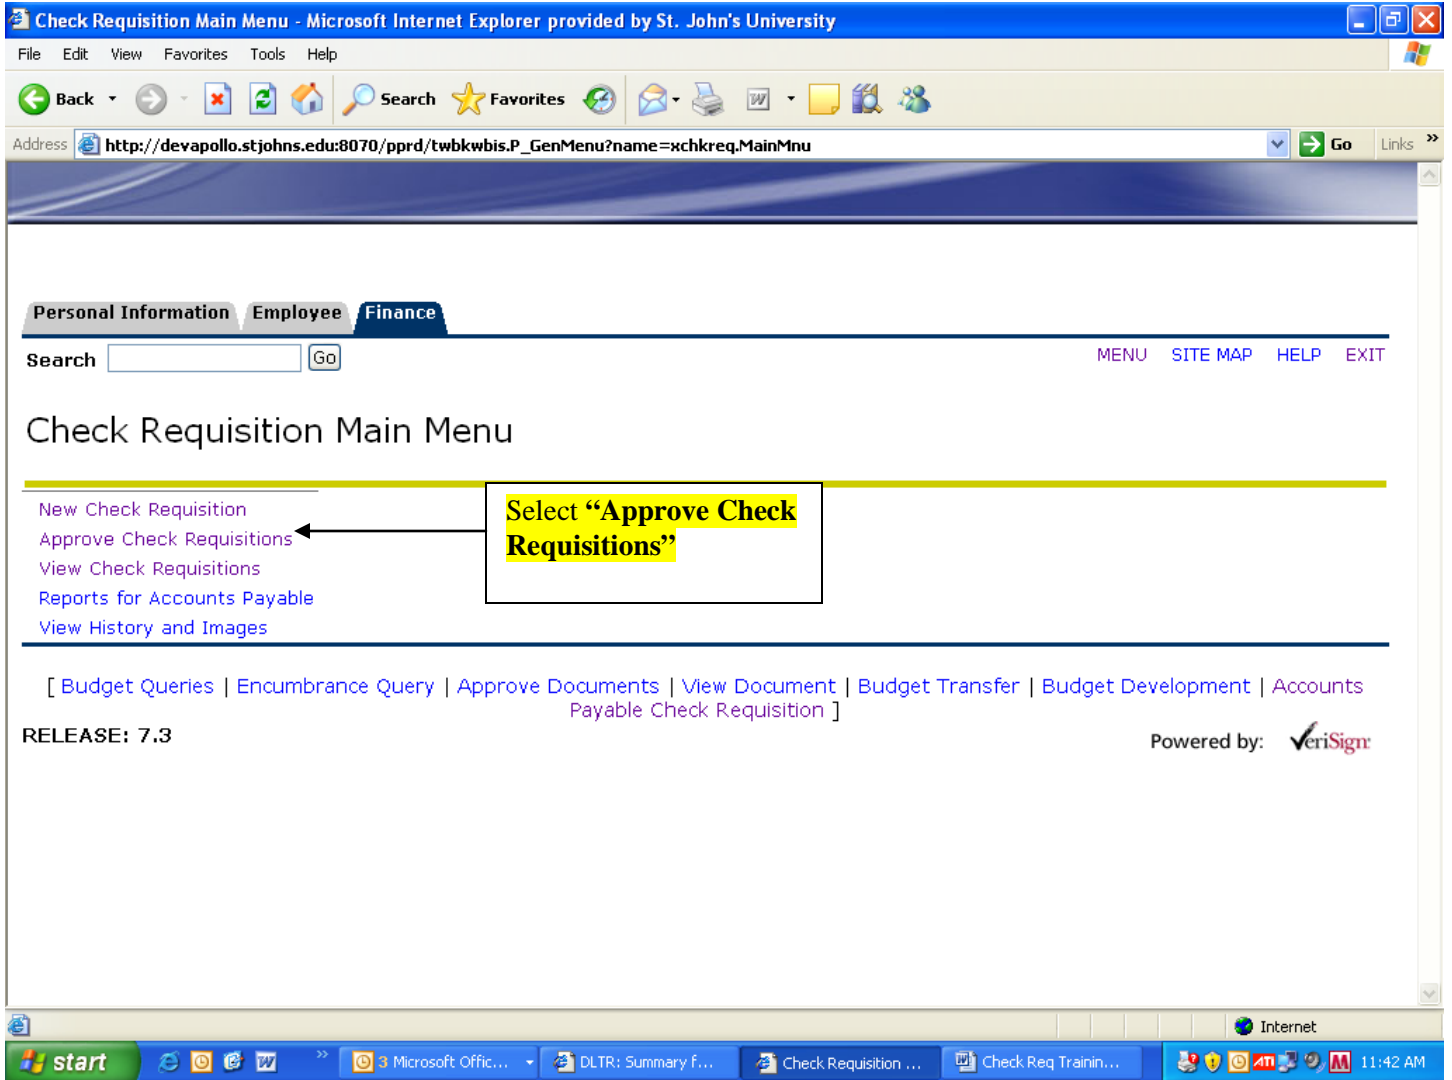 Check Requisition Main Menu - Microsoft Internet Explorer provided by St. John's University
File Edit View Favorites Tools Help
Back Search Favorites
Address http://devapollo.stjohns.edu:8070/pprd/twbkwbis.P_GenMenu?name=xchkreq.MainMnu Go Links »
Personal Information Employee Finance
Search Go MENU SITE MAP HELP EXIT
Check Requisition Main Menu
New Check Requisition
Approve Check Requisitions
View Check Requisitions
Reports for Accounts Payable
View History and Images
Select “Approve Check
Requisitions”
[ Budget Queries | Encumbrance Query | Approve Documents | View Document | Budget Transfer | Budget Development | Accounts
Payable Check Requisition ]
RELEASE: 7.3
Powered by: VeriSign
Internet
start » 3 Microsoft Offic... DLTR: Summary f... Check Requisition ... Check Req Trainin... ATI M 11:42 AM